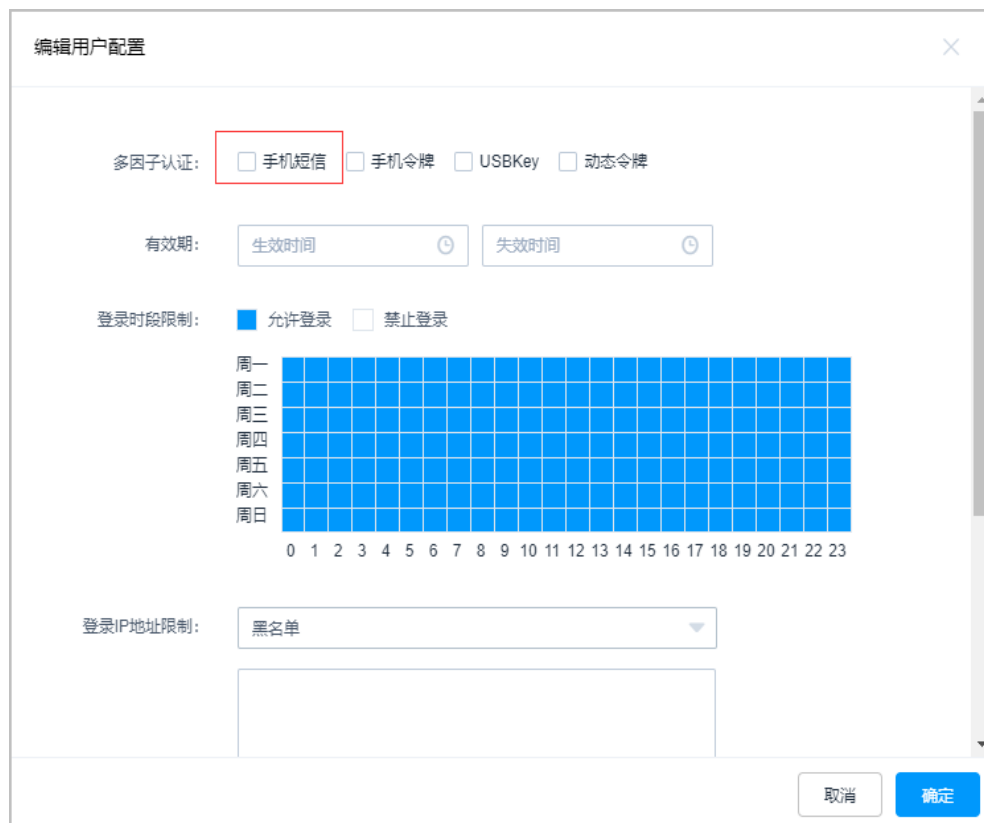 编辑用户配置
多因子认证: 手机短信 手机令牌 USBKey 动态令牌
有效期: 生效时间 失效时间
登录时段限制: 允许登录 禁止登录
周一
周二
周三
周四
周五
周六
周日
0 1 2 3 4 5 6 7 8 9 10 11 12 13 14 15 16 17 18 19 20 21 22 23
登录IP地址限制: 黑名单
取消 确定